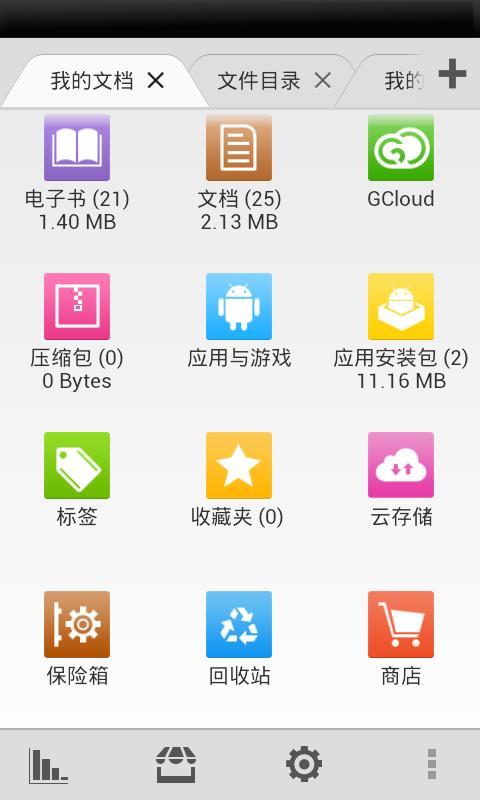 我的文档
文件目录
我的
电子书 (21)
1.40 MB
文档 (25)
2.13 MB
GCloud
压缩包 (0)
0 Bytes
应用与游戏
应用安装包 (2)
11.16 MB
标签
收藏夹 (0)
云存储
保险箱
回收站
商店